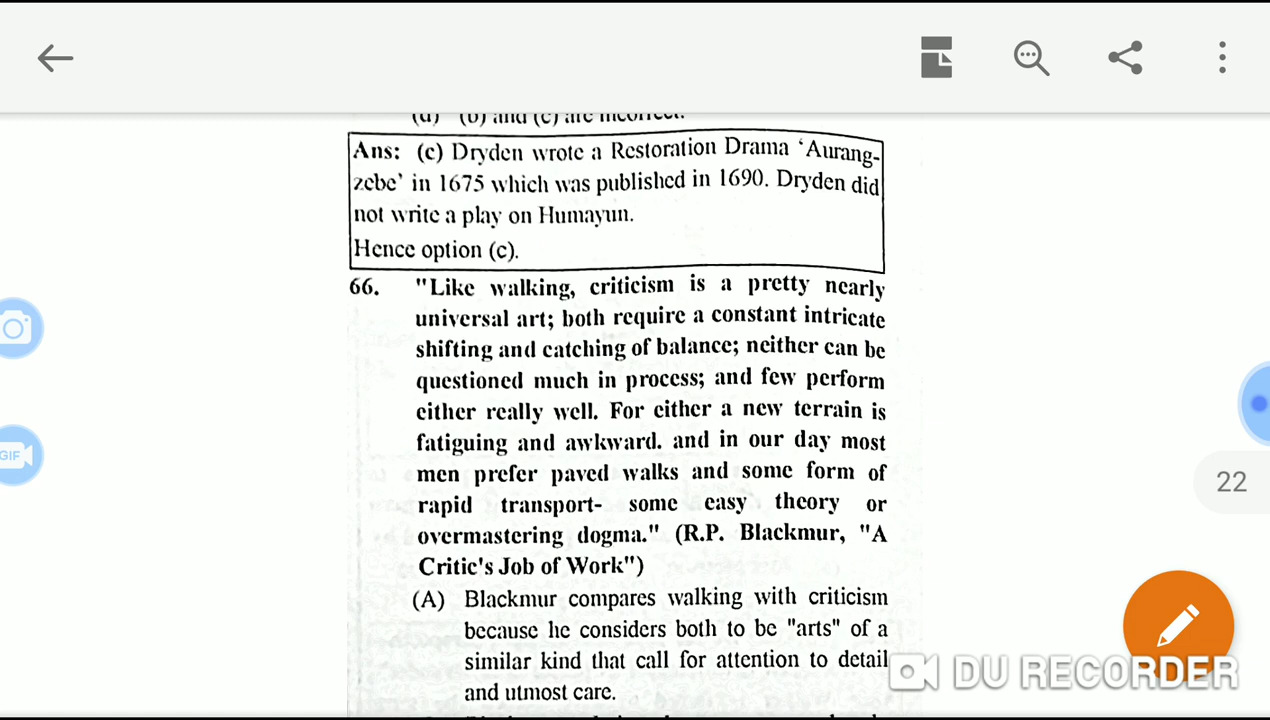 (d) (b) and (c) are incorrect.
Ans: (c) Dryden wrote a Restoration Drama ‘Aurang-
zebe’ in 1675 which was published in 1690. Dryden did
not write a play on Humayun.
Hence option (c).
66. "Like walking, criticism is a pretty nearly
universal art; both require a constant intricate
shifting and catching of balance; neither can be
questioned much in process; and few perform
either really well. For either a new terrain is
fatiguing and awkward. and in our day most
men prefer paved walks and some form of
rapid transport- some easy theory or
overmastering dogma." (R.P. Blackmur, "A
Critic's Job of Work")
(A) Blackmur compares walking with criticism
because he considers both to be "arts" of a
similar kind that call for attention to detail
and utmost care.
GIF
22
DU RECORDER